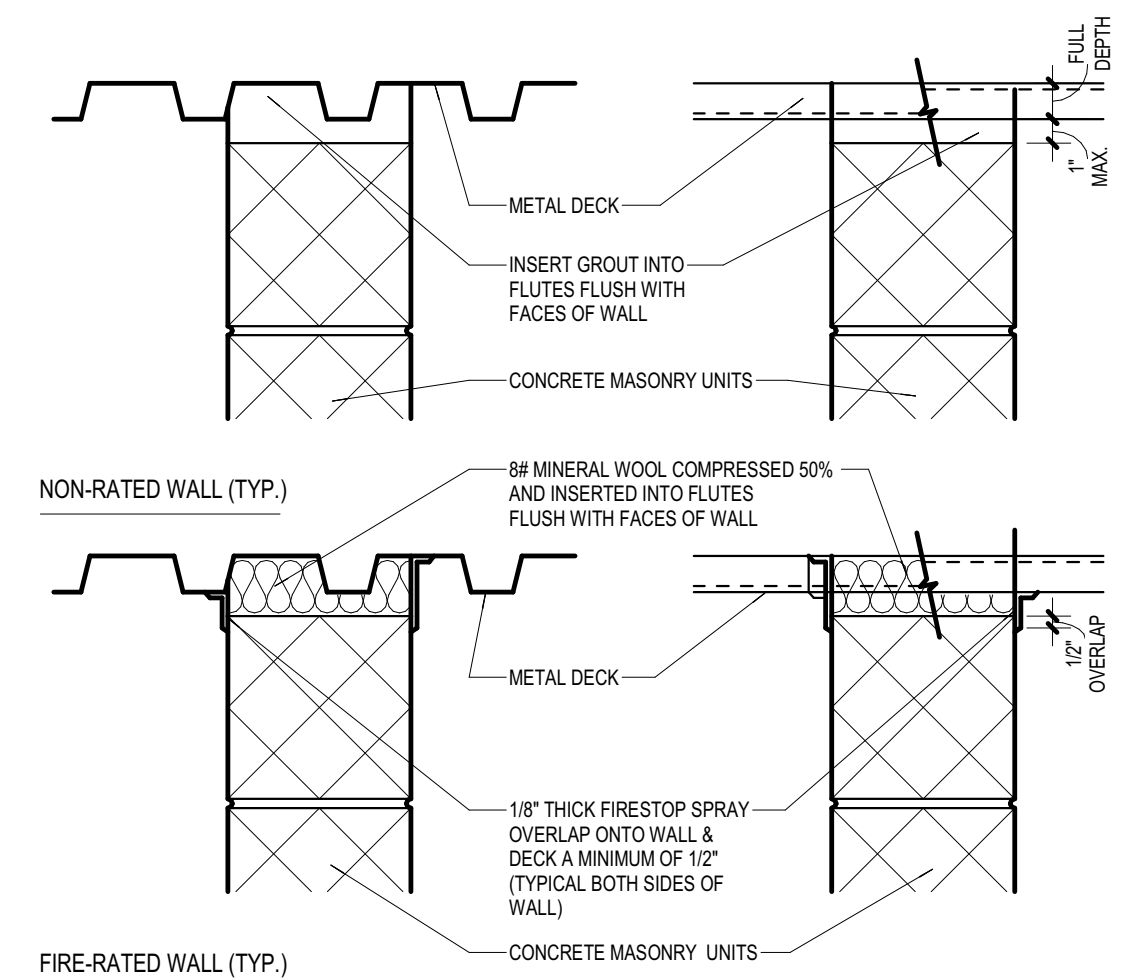 FULL
DEPTH
1"
MAX.
METAL DECK
INSERT GROUT INTO
FLUTES FLUSH WITH
FACES OF WALL
CONCRETE MASONRY UNITS
8# MINERAL WOOL COMPRESSED 50%
AND INSERTED INTO FLUTES
FLUSH WITH FACES OF WALL
NON-RATED WALL (TYP.)
1/2"
OVERLAP
METAL DECK
1/8" THICK FIRESTOP SPRAY
OVERLAP ONTO WALL &
DECK A MINIMUM OF 1/2"
(TYPICAL BOTH SIDES OF
WALL)
CONCRETE MASONRY UNITS
FIRE-RATED WALL (TYP.)